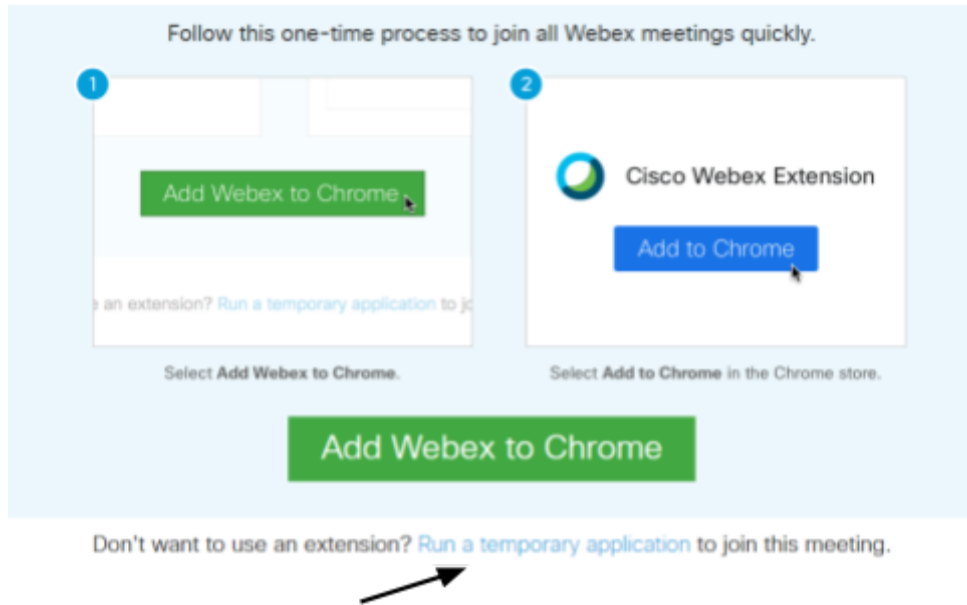 Follow this one-time process to join all Webex meetings quickly.
1
2
Add Webex to Chrome
Cisco Webex Extension
Add to Chrome
an extension? Run a temporary application to
Select Add Webex to Chrome.
Select Add to Chrome in the Chrome store.
Add Webex to Chrome
Don't want to use an extension? Run a temporary application to join this meeting.